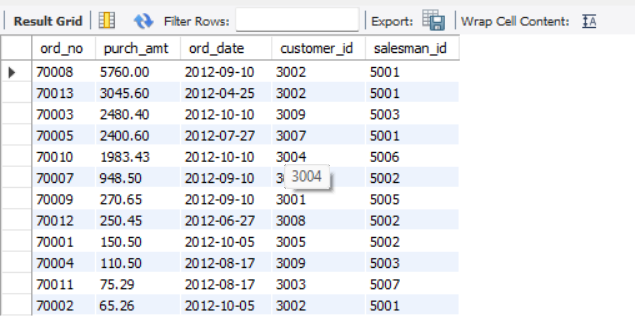 Result Grid Filter Rows: Export: Wrap Cell Content:
ord_no purch_amt ord_date customer_id salesman_id
70008 5760.00 2012-09-10 3002 5001
70013 3045.60 2012-04-25 3002 5001
70003 2480.40 2012-10-10 3009 5003
70005 2400.60 2012-07-27 3007 5001
70010 1983.43 2012-10-10 3004 5006
70007 948.50 2012-09-10 3004 5002
70009 270.65 2012-09-10 3001 5005
70012 250.45 2012-06-27 3008 5002
70001 150.50 2012-10-05 3005 5002
70004 110.50 2012-08-17 3009 5003
70011 75.29 2012-08-17 3003 5007
70002 65.26 2012-10-05 3002 5001